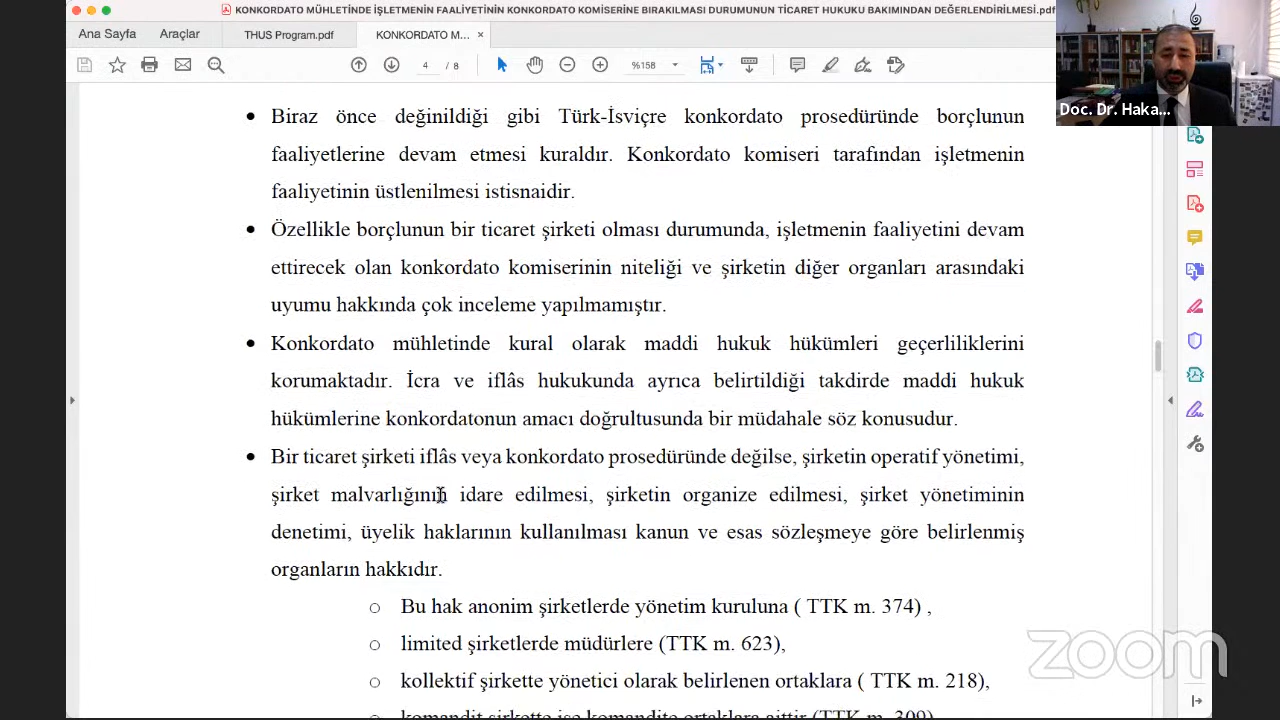 KONKORDATO MÜHLETİNDE İŞLETMENİN FAALİYETİNİN KONKORDATO KOMİSERİNE BIRAKILMASI DURUMUNUN TİCARET HUKUKU BAKIMINDAN DEĞERLENDİRİLMESİ.pdf
Ana Sayfa Araçlar THUS Program.pdf KONKORDATO M... ×
4 / 8 %158
Doc. Dr. Haka...
• Biraz önce değinildiği gibi Türk-İsviçre konkordato prosedüründe borçlunun
faaliyetlerine devam etmesi kuraldır. Konkordato komiseri tarafından işletmenin
faaliyetinin üstlenilmesi istisnaidir.
• Özellikle borçlunun bir ticaret şirketi olması durumunda, işletmenin faaliyetini devam
ettirecek olan konkordato komiserinin niteliği ve şirketin diğer organları arasındaki
uyumu hakkında çok inceleme yapılmamıştır.
• Konkordato mühletinde kural olarak maddi hukuk hükümleri geçerliliklerini
korumaktadır. İcra ve iflâs hukukunda ayrıca belirtildiği takdirde maddi hukuk
hükümlerine konkordatonun amacı doğrultusunda bir müdahale söz konusudur.
• Bir ticaret şirketi iflâs veya konkordato prosedüründe değilse, şirketin operatif yönetimi,
şirket malvarlığının idare edilmesi, şirketin organize edilmesi, şirket yönetiminin
denetimi, üyelik haklarının kullanılması kanun ve esas sözleşmeye göre belirlenmiş
organların hakkıdır.
o Bu hak anonim şirketlerde yönetim kuruluna ( TTK m. 374) ,
o limited şirketlerde müdürlere (TTK m. 623),
o kollektif şirkette yönetici olarak belirlenen ortaklara ( TTK m. 218),
o komandit şirkette ise komandite ortaklara aittir (TTK m. 309)
zoom